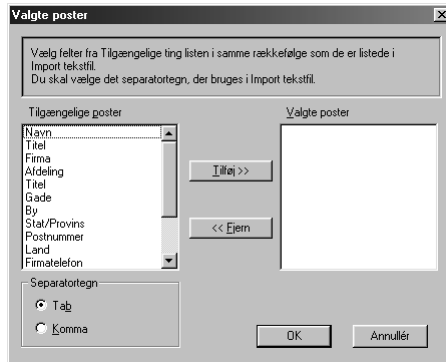 Valgte poster
Vælg felter fra Tilgængelige ting listen i samme rækkefølge som de er listede i
Import tekstfil.
Du skal vælge det separatortegn, der bruges i Import tekstfil.
Tilgængelige poster
Valgte poster
Navn
Titel
Firma
Afdeling
Titel
Gade
By
Stat/Provins
Postnummer
Land
Firmatelefon
Tilføj >>
<< Fjern
Separatortegn
Tab
Komma
OK
Annullér